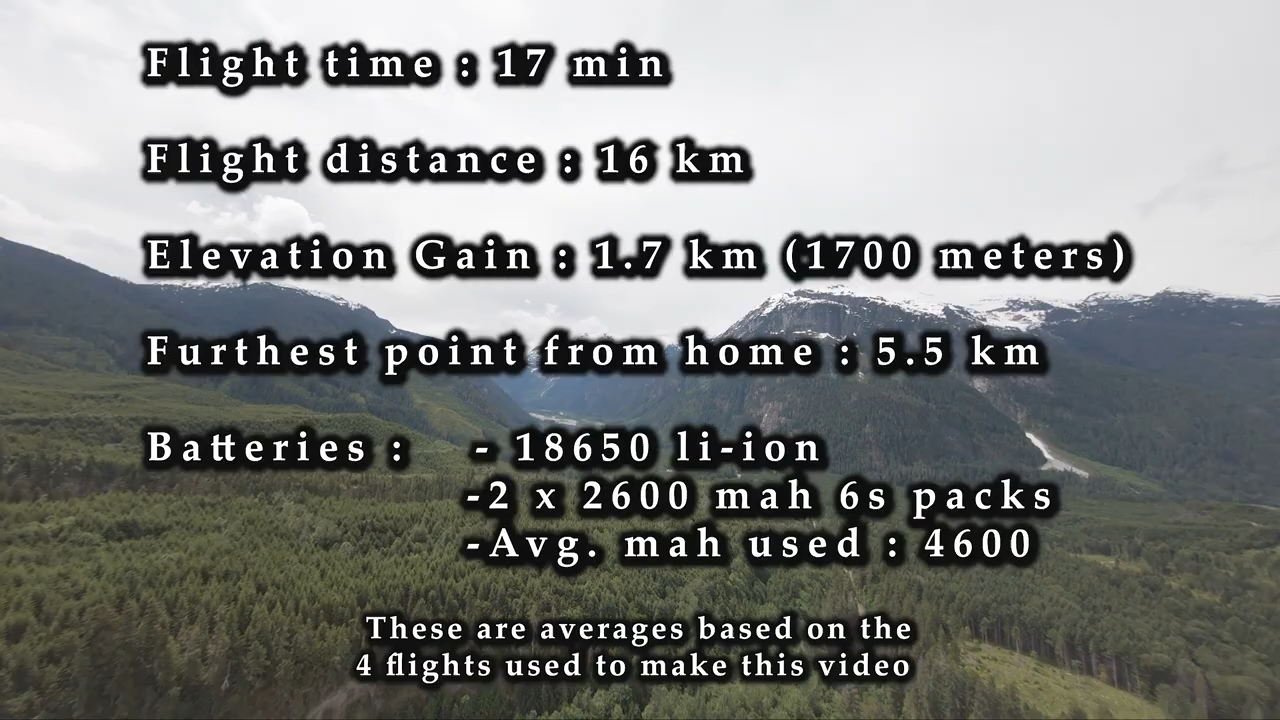 Flight time : 17 min
Flight distance : 16 km
Elevation Gain : 1.7 km (1700 meters)
Furthest point from home : 5.5 km
Batteries : - 18650 li-ion
-2 x 2600 mah 6s packs
-Avg. mah used : 4600
These are averages based on the
4 flights used to make this video